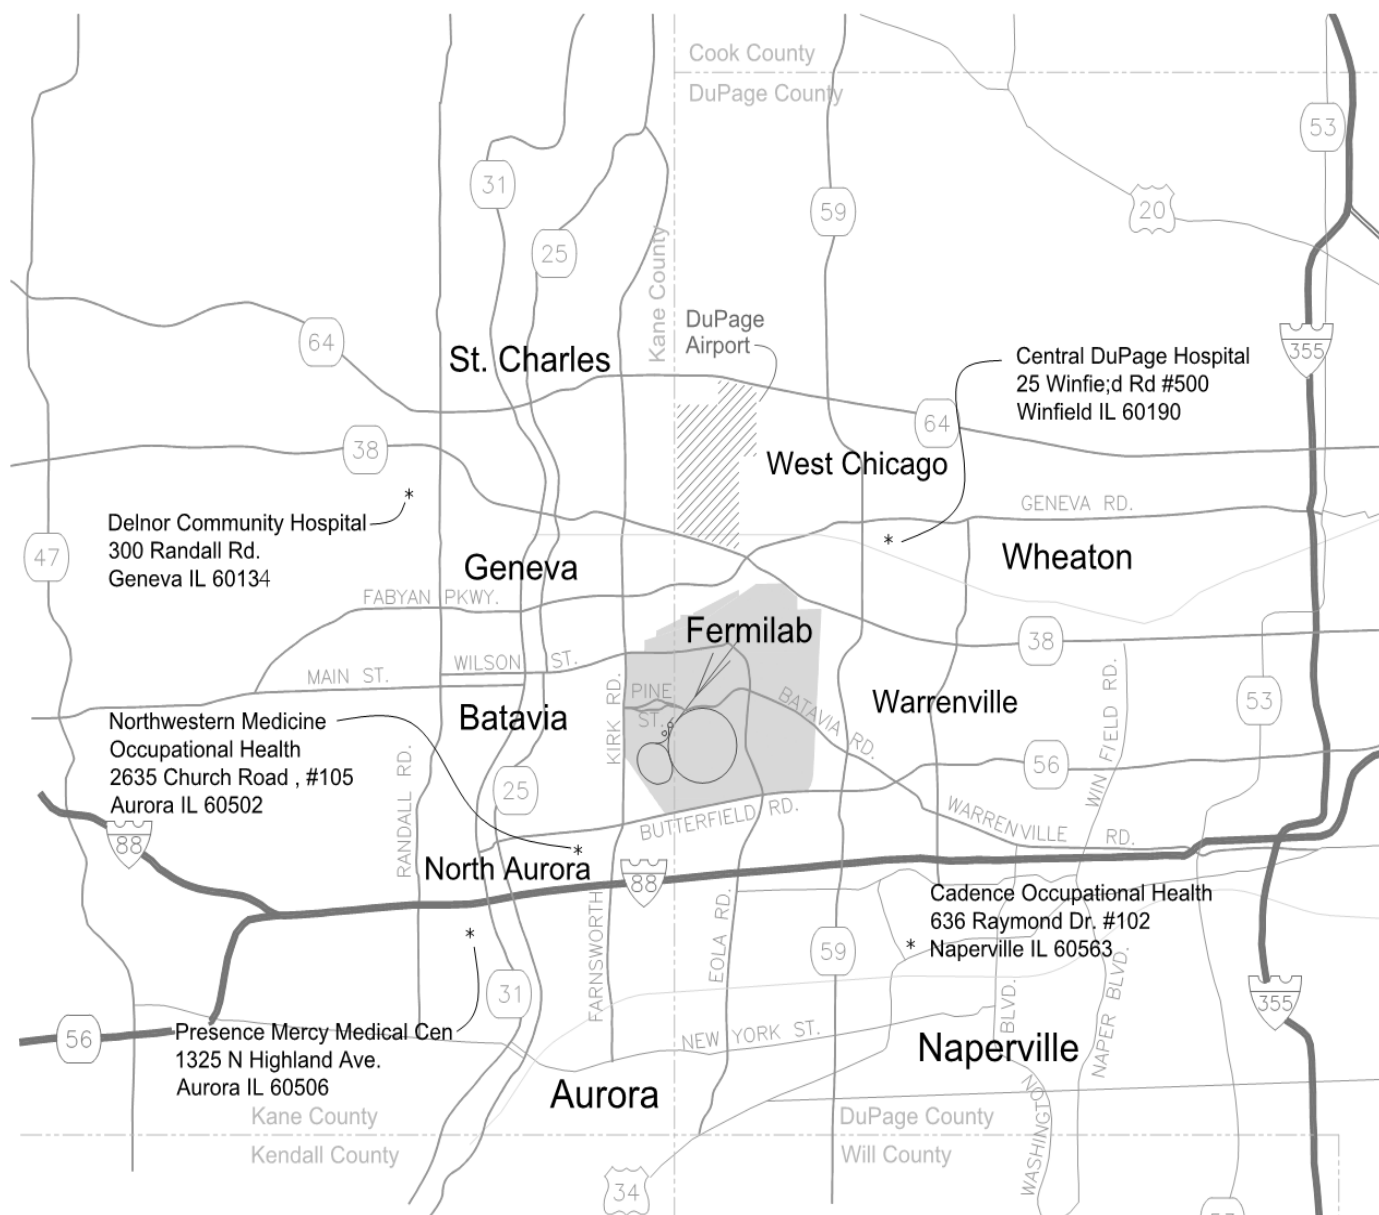 Cook County
DuPage County
53
31
20
59
25
Kane County
DuPage
Airport
64
355
St. Charles
Central DuPage Hospital
25 Winfie;d Rd #500
Winfield IL 60190
64
38
West Chicago
GENEVA RD.
Delnor Community Hospital
300 Randall Rd.
Geneva IL 60134
47
Geneva
Wheaton
FABYAN PKWY.
Fermilab
38
WILSON ST.
MAIN ST.
PINE
ST.
KIRK RD.
BATAVIA RD.
WIN FIELD RD.
53
Batavia
Warrenville
Northwestern Medicine
Occupational Health
2635 Church Road , #105
Aurora IL 60502
RANDALL RD.
25
56
BUTTERFIELD RD.
WARRENVILLE RD.
88
North Aurora
88
Cadence Occupational Health
636 Raymond Dr. #102
Naperville IL 60563
FARNSWORTH
EOLA RD.
59
31
BLVD.
NAPER BLVD.
355
56
Presence Mercy Medical Cen
1325 N Highland Ave.
Aurora IL 60506
NEW YORK ST.
Naperville
Aurora
WASHINGTON
Kane County
DuPage County
Kendall County
Will County
34